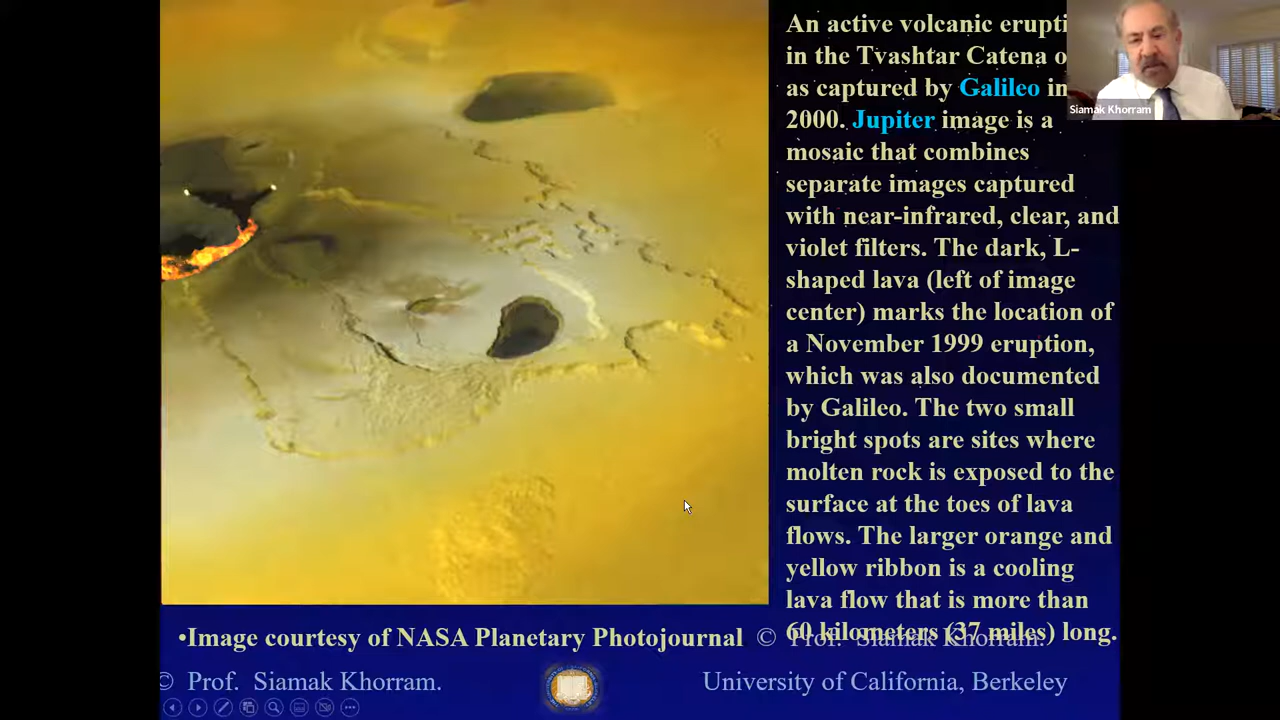 An active volcanic erupti
in the Tvashtar Catena o
as captured by Galileo in
2000. Jupiter image is a
mosaic that combines
separate images captured
with near-infrared, clear, and
violet filters. The dark, L-
shaped lava (left of image
center) marks the location of
a November 1999 eruption,
which was also documented
by Galileo. The two small
bright spots are sites where
molten rock is exposed to the
surface at the toes of lava
flows. The larger orange and
yellow ribbon is a cooling
lava flow that is more than
60 kilometers (37 miles) long.
Siamak Khorram
•Image courtesy of NASA Planetary Photojournal © Prof. Siamak Khorram.
© Prof. Siamak Khorram.
University of California, Berkeley